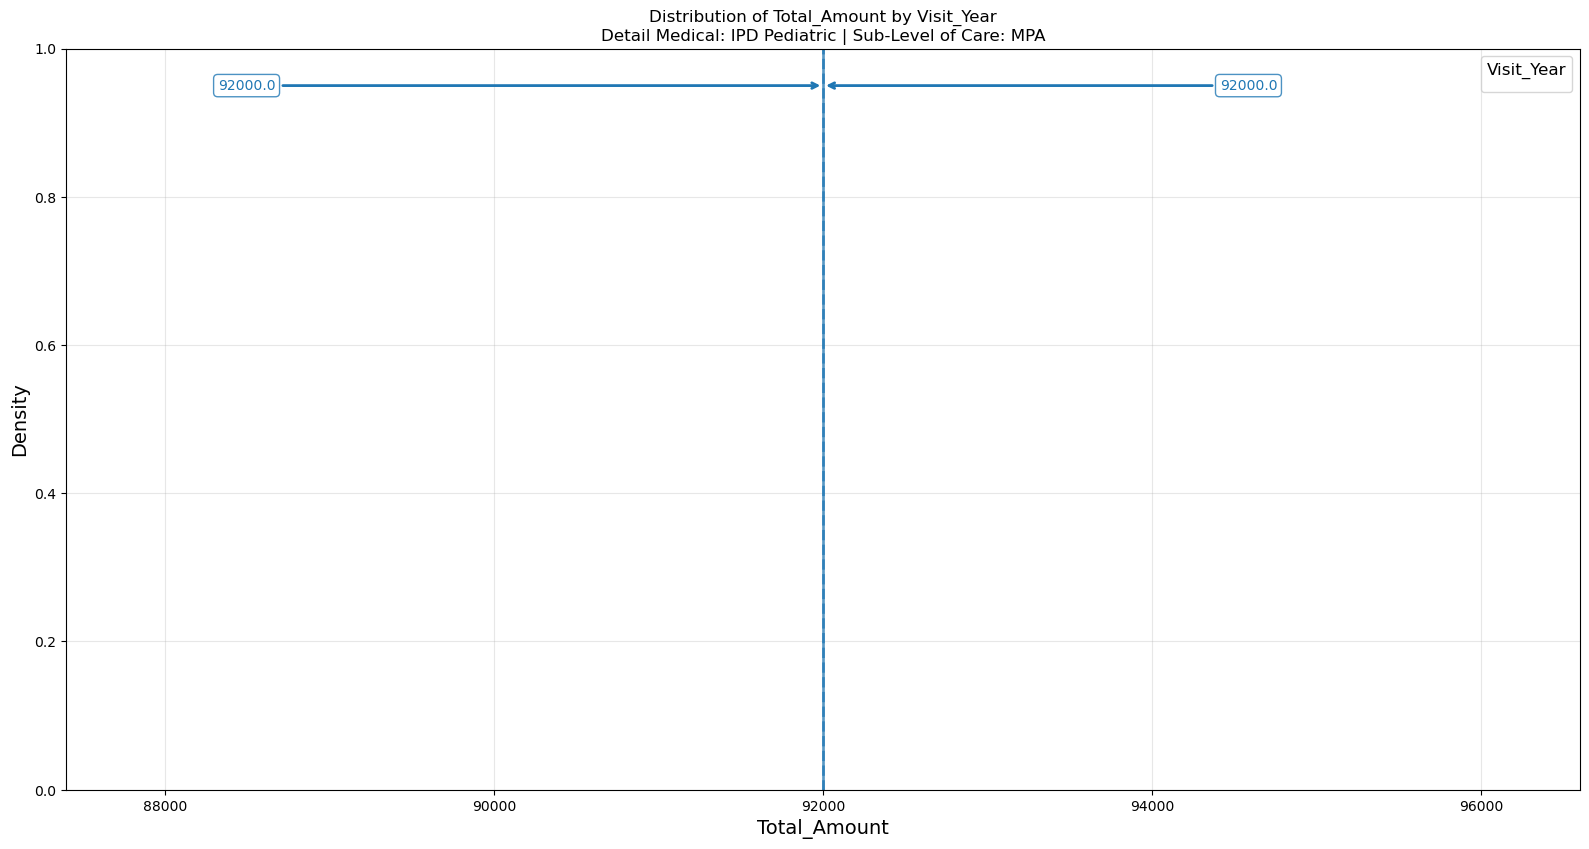 Distribution of Total_Amount by Visit_Year
Detail Medical: IPD Pediatric | Sub-Level of Care: MPA
Visit_Year
92000.0
92000.0
1.0
0.8
0.6
0.4
0.2
0.0
Density
88000
90000
92000
94000
96000
Total_Amount